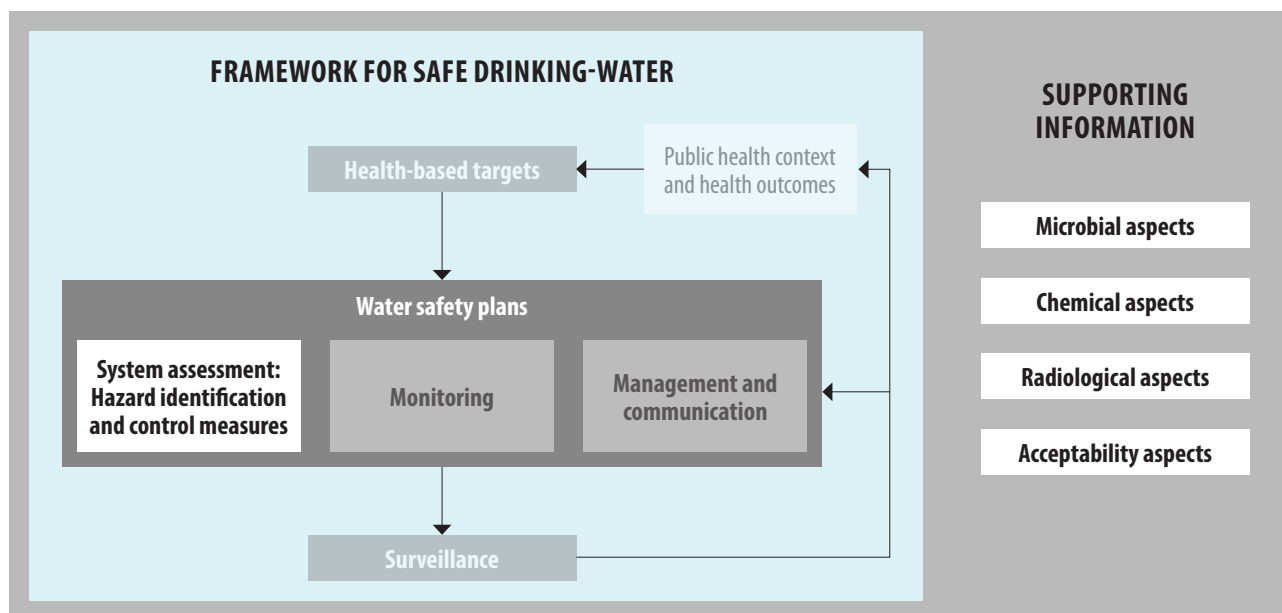 FRAMEWORK FOR SAFE DRINKING-WATER
Health-based targets
Public health context
and health outcomes
Water safety plans
System assessment:
Hazard identification
and control measures
Monitoring
Management and
communication
Surveillance
SUPPORTING
INFORMATION
Microbial aspects
Chemical aspects
Radiological aspects
Acceptability aspects